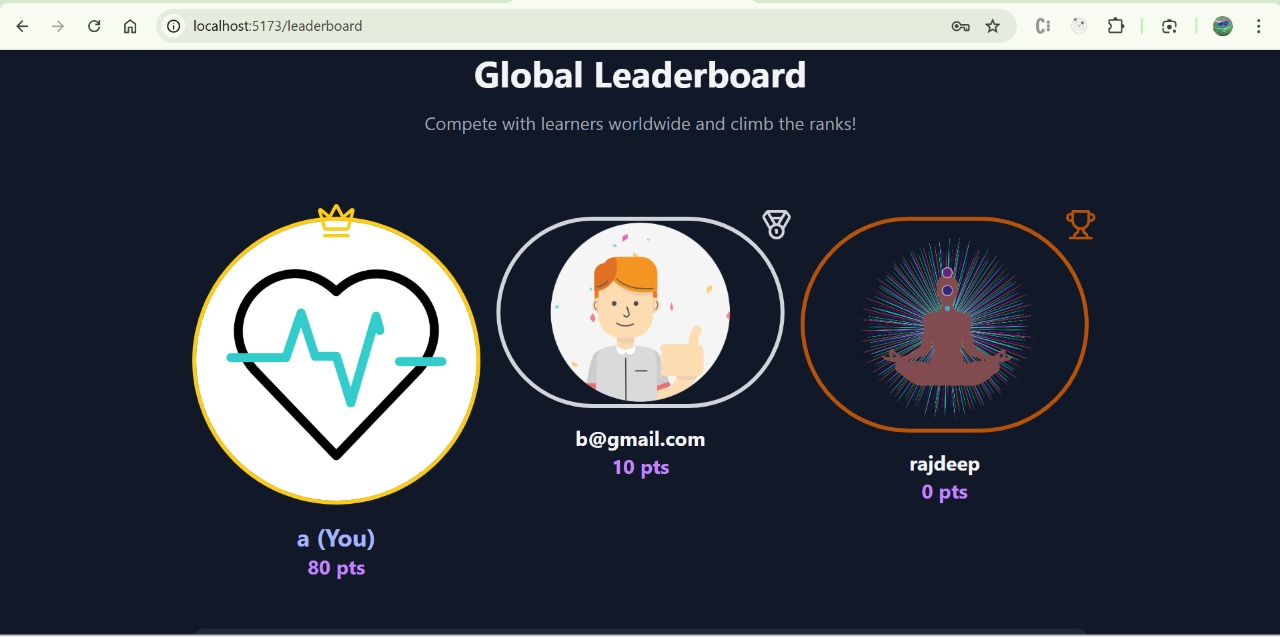 localhost:5173/leaderboard
Global Leaderboard
Compete with learners worldwide and climb the ranks!
b@gmail.com
10 pts
rajdeep
0 pts
a (You)
80 pts